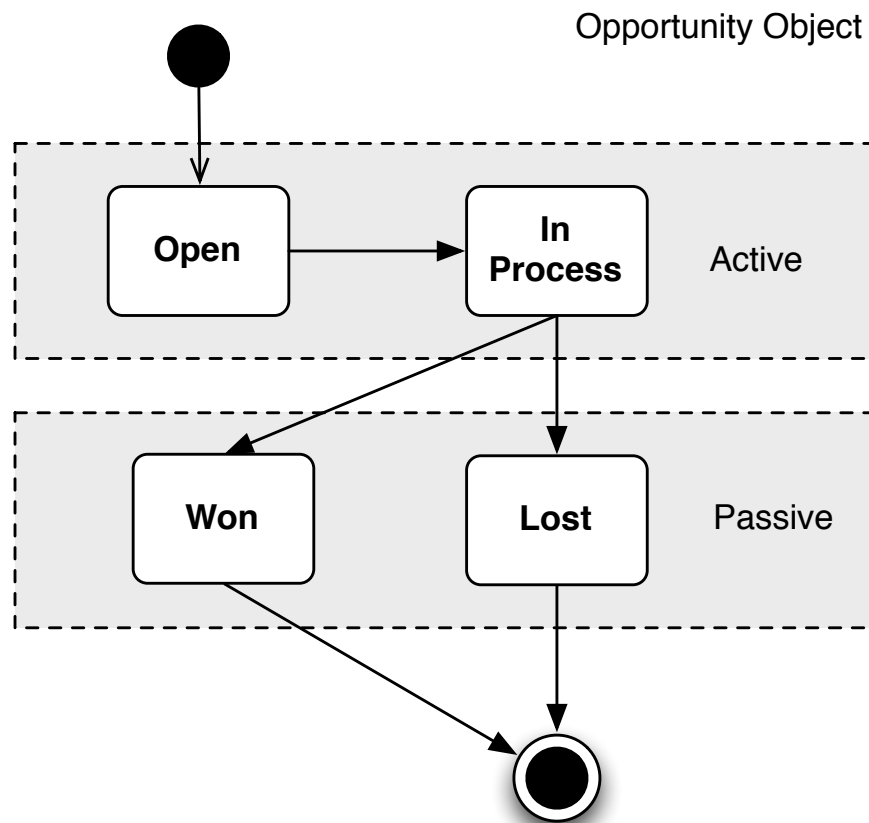 Opportunity Object
Open
In
Process
Active
Won
Lost
Passive